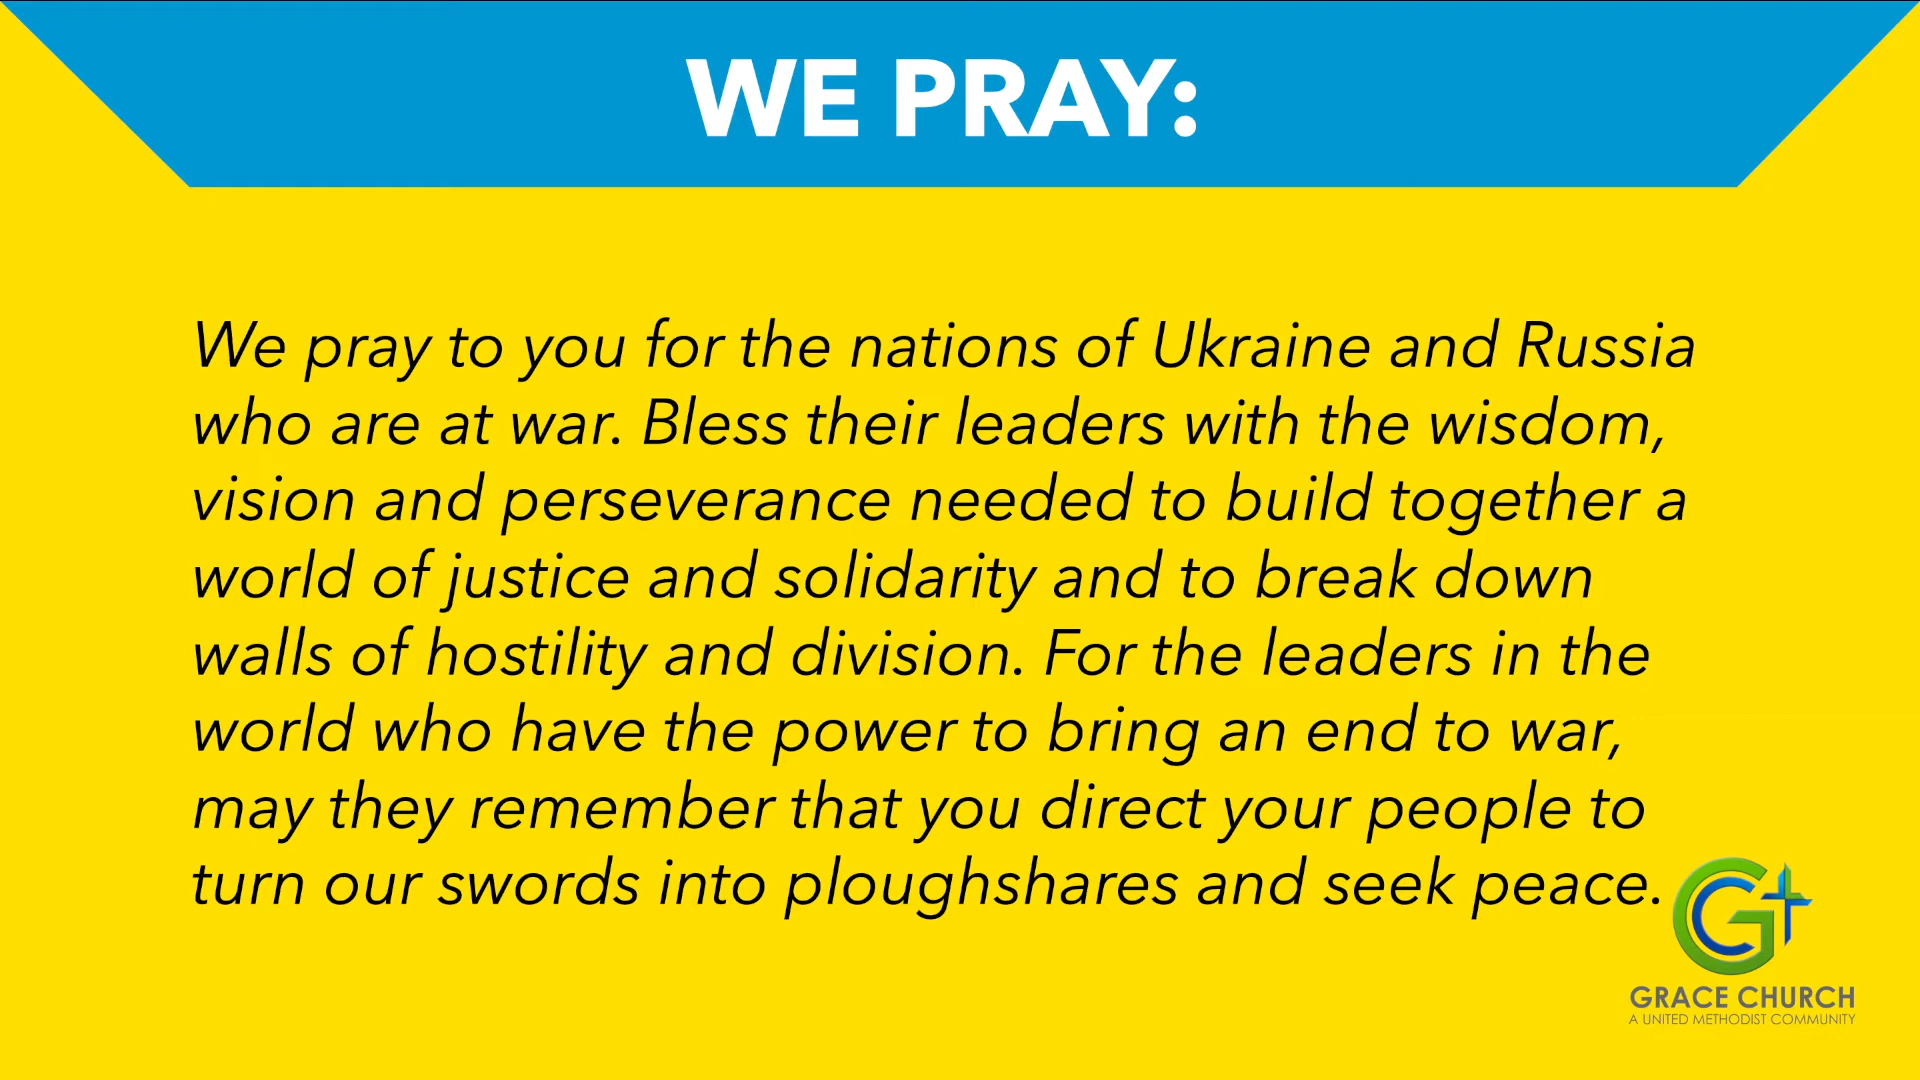 WE PRAY:
We pray to you for the nations of Ukraine and Russia
who are at war. Bless their leaders with the wisdom,
vision and perseverance needed to build together a
world of justice and solidarity and to break down
walls of hostility and division. For the leaders in the
world who have the power to bring an end to war,
may they remember that you direct your people to
turn our swords into ploughshares and seek peace.
GRACE CHURCH
A UNITED METHODIST COMMUNITY